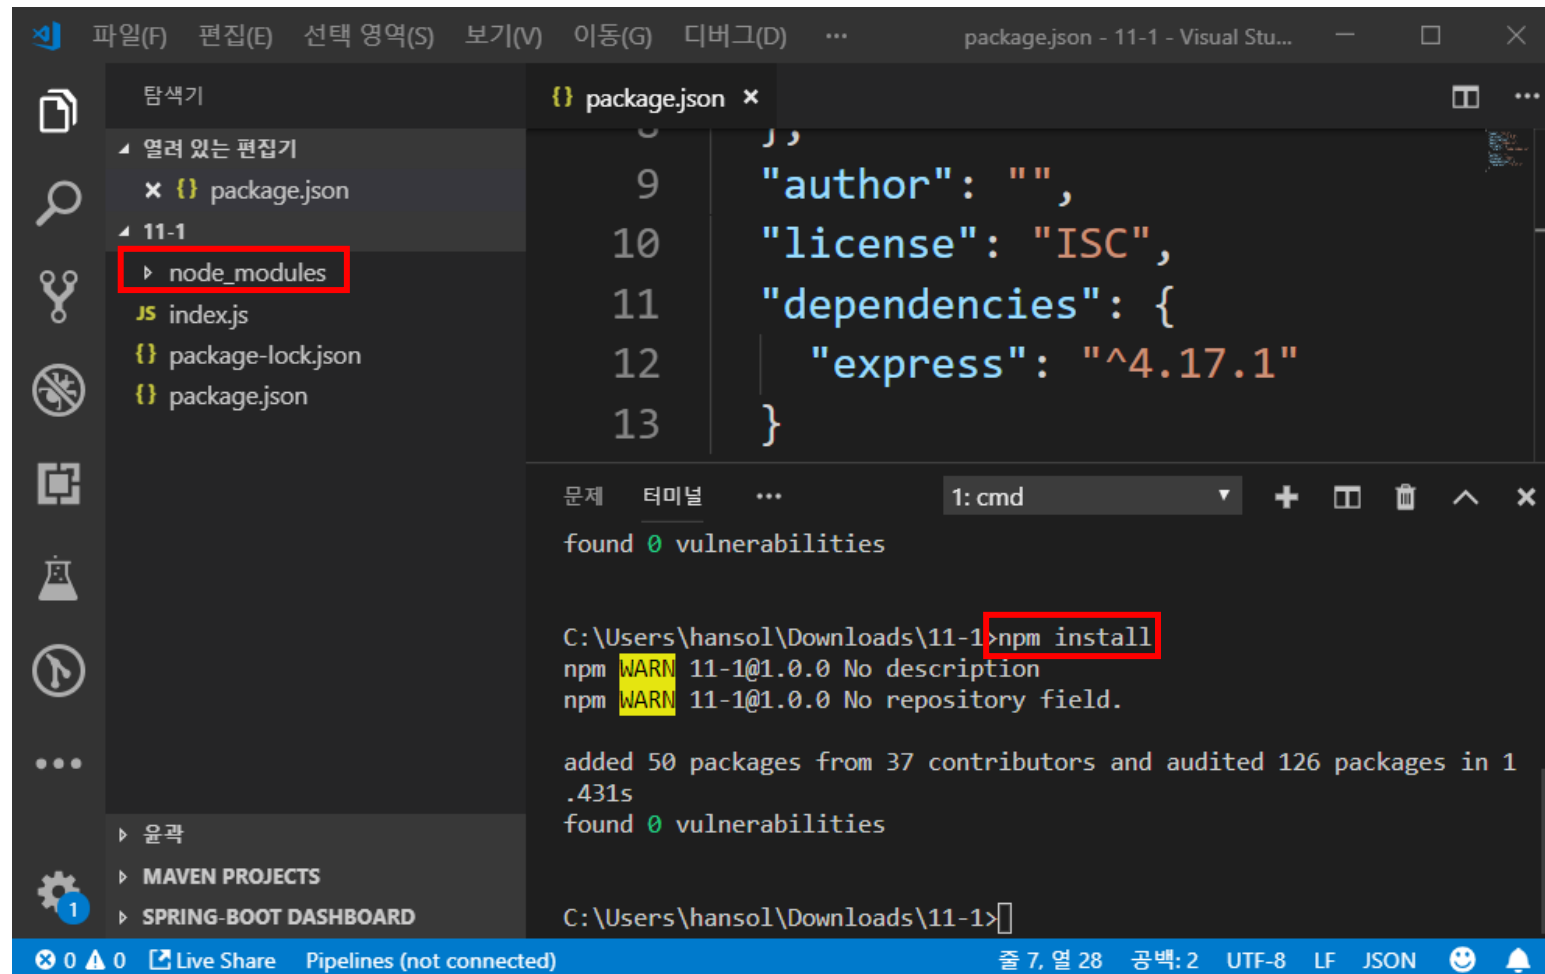 파일(F) 편집(E) 선택 영역(S) 보기(V) 이동(G) 디버그(D) ··· package.json - 11-1 - Visual Stu...
탐색기
열려 있는 편집기
{} package.json
11-1
node_modules
JS index.js
{} package-lock.json
{} package.json
윤곽
MAVEN PROJECTS
SPRING-BOOT DASHBOARD
1
{} package.json
8 },
9 "author": "",
10 "license": "ISC",
11 "dependencies": {
12 "express": "^4.17.1"
13 }
문제 터미널 ··· 1: cmd
found 0 vulnerabilities
C:\Users\hansol\Downloads\11-1>npm install
npm WARN 11-1@1.0.0 No description
npm WARN 11-1@1.0.0 No repository field.
added 50 packages from 37 contributors and audited 126 packages in 1
.431s
found 0 vulnerabilities
C:\Users\hansol\Downloads\11-1>
0 0 Live Share Pipelines (not connected) 줄 7, 열 28 공백: 2 UTF-8 LF JSON